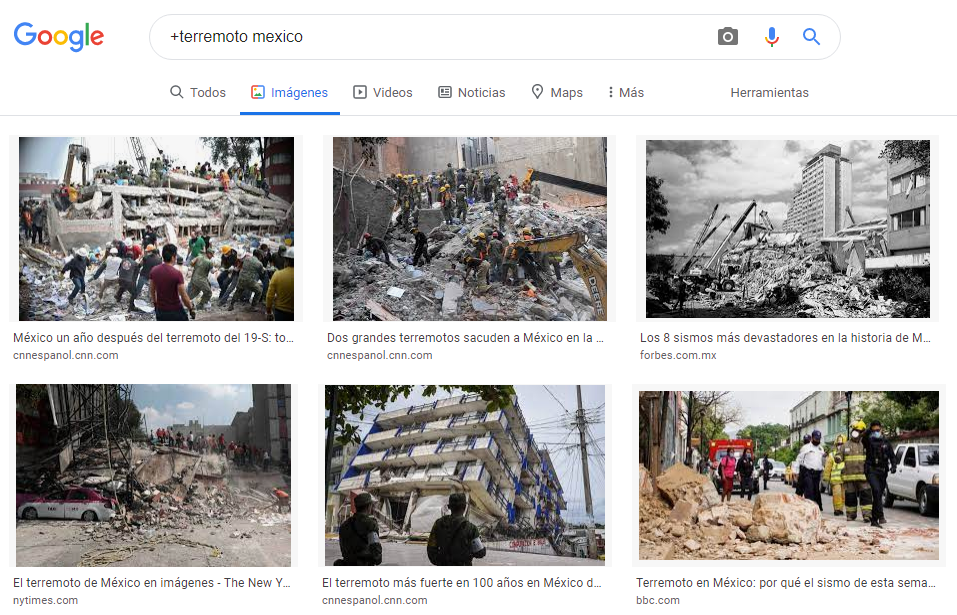 Google
+terremoto mexico
Todos
Imágenes
Videos
Noticias
Maps
Más
Herramientas
México un año después del terremoto del 19-S: to...
cnnespanol.cnn.com
Dos grandes terremotos sacuden a México en la ...
cnnespanol.cnn.com
Los 8 sismos más devastadores en la historia de M...
forbes.com.mx
TAXI
DEERE
El terremoto de México en imágenes - The New Y...
nytimes.com
El terremoto más fuerte en 100 años en México d...
cnnespanol.cnn.com
Terremoto en México: por qué el sismo de esta sema...
bbc.com